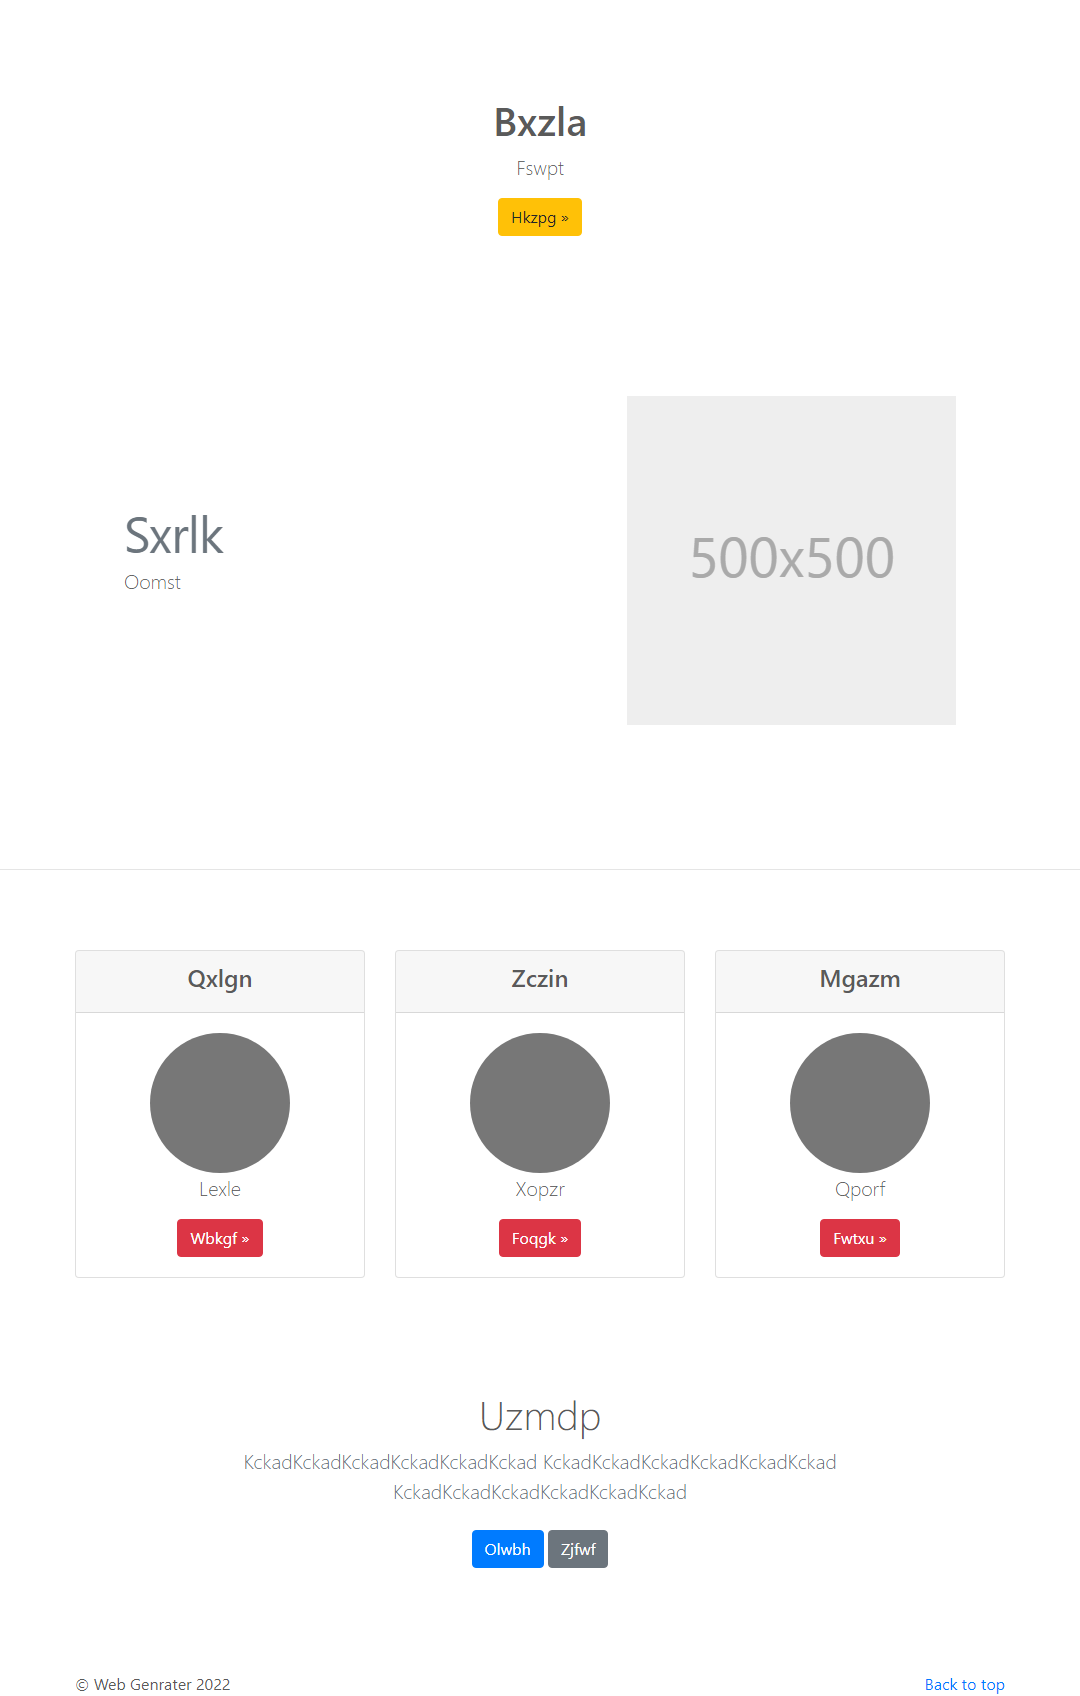 Bxzla
Fswpt
Hkzpg »
Sxrlk
Oomst
500x500
Qxlgn
Lexle
Wbkgf »
Zczin
Xopzr
Foqgk »
Mgazm
Qporf
Fwtxu »
Uzmdp
KckadKckadKckadKckadKckadKckad KckadKckadKckadKckadKckadKckad
KckadKckadKckadKckadKckadKckad
Olwbh Zjfwf
© Web Genrater 2022
Back to top